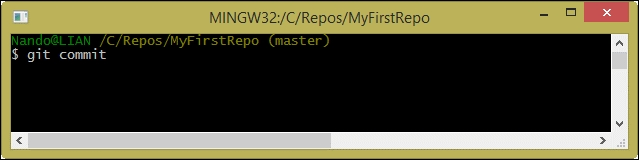 MINGW32:/C/Repos/MyFirstRepo
Nando@LIAN /C/Repos/MyFirstRepo (master)
$ git commit